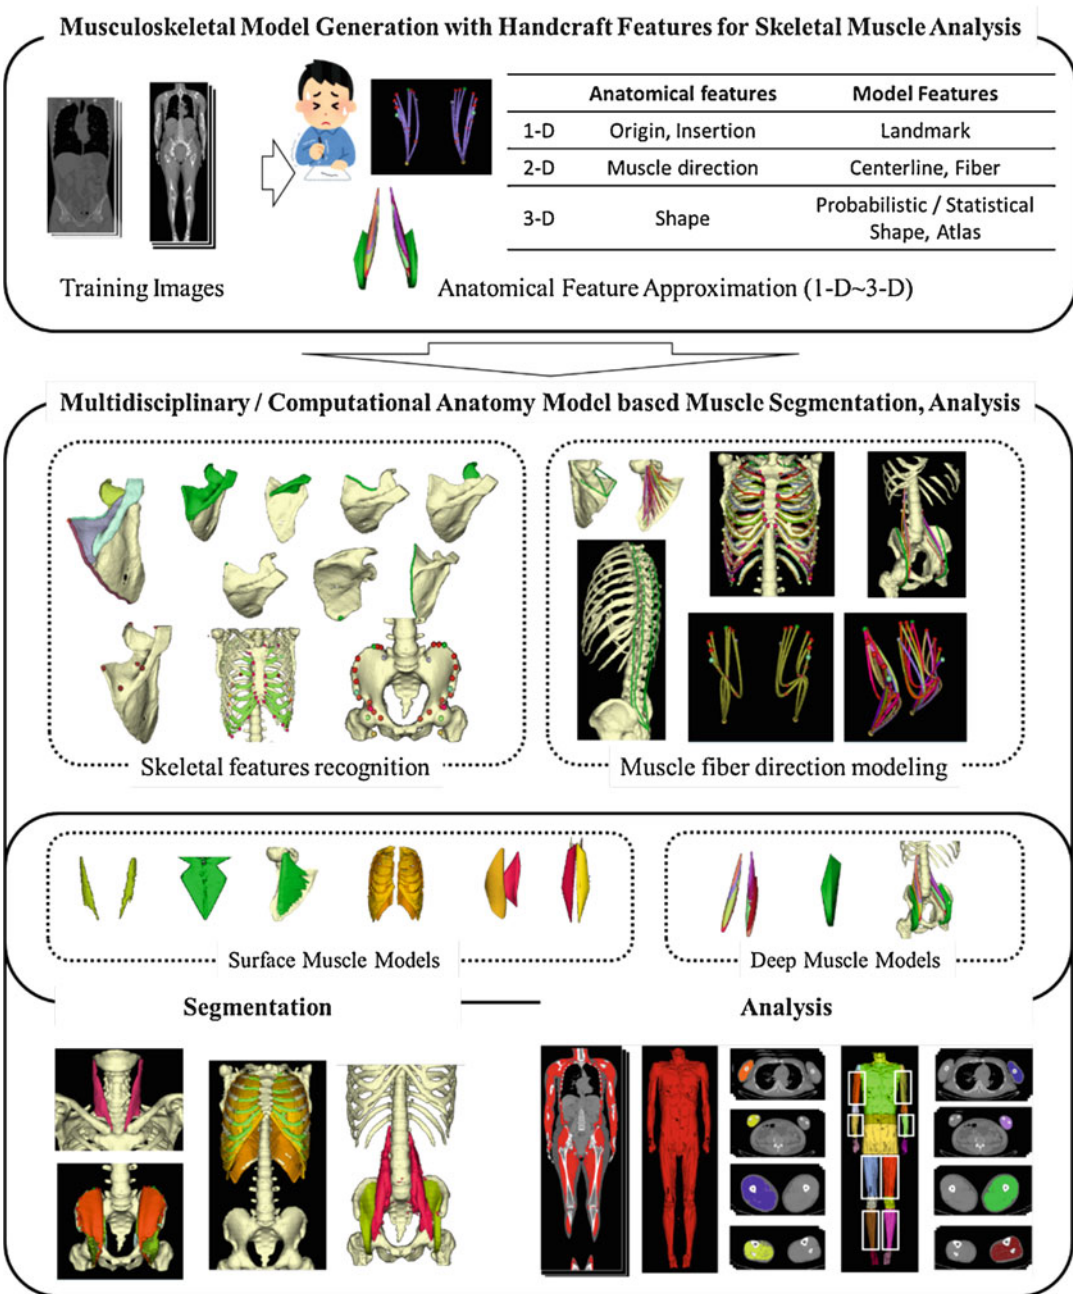 Musculoskeletal Model Generation with Handcraft Features for Skeletal Muscle Analysis
Anatomical features Model Features
1-D Origin, Insertion Landmark
2-D Muscle direction Centerline, Fiber
3-D Shape Probabilistic / Statistical
Shape, Atlas
Training Images
Anatomical Feature Approximation (1-D~3-D)
Multidisciplinary / Computational Anatomy Model based Muscle Segmentation, Analysis
Skeletal features recognition
Muscle fiber direction modeling
Surface Muscle Models
Deep Muscle Models
Segmentation
Analysis